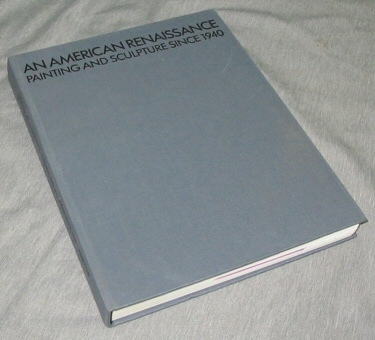 AN AMERICAN RENAISSANCE
PAINTING AND SCULPTURE SINCE 1940